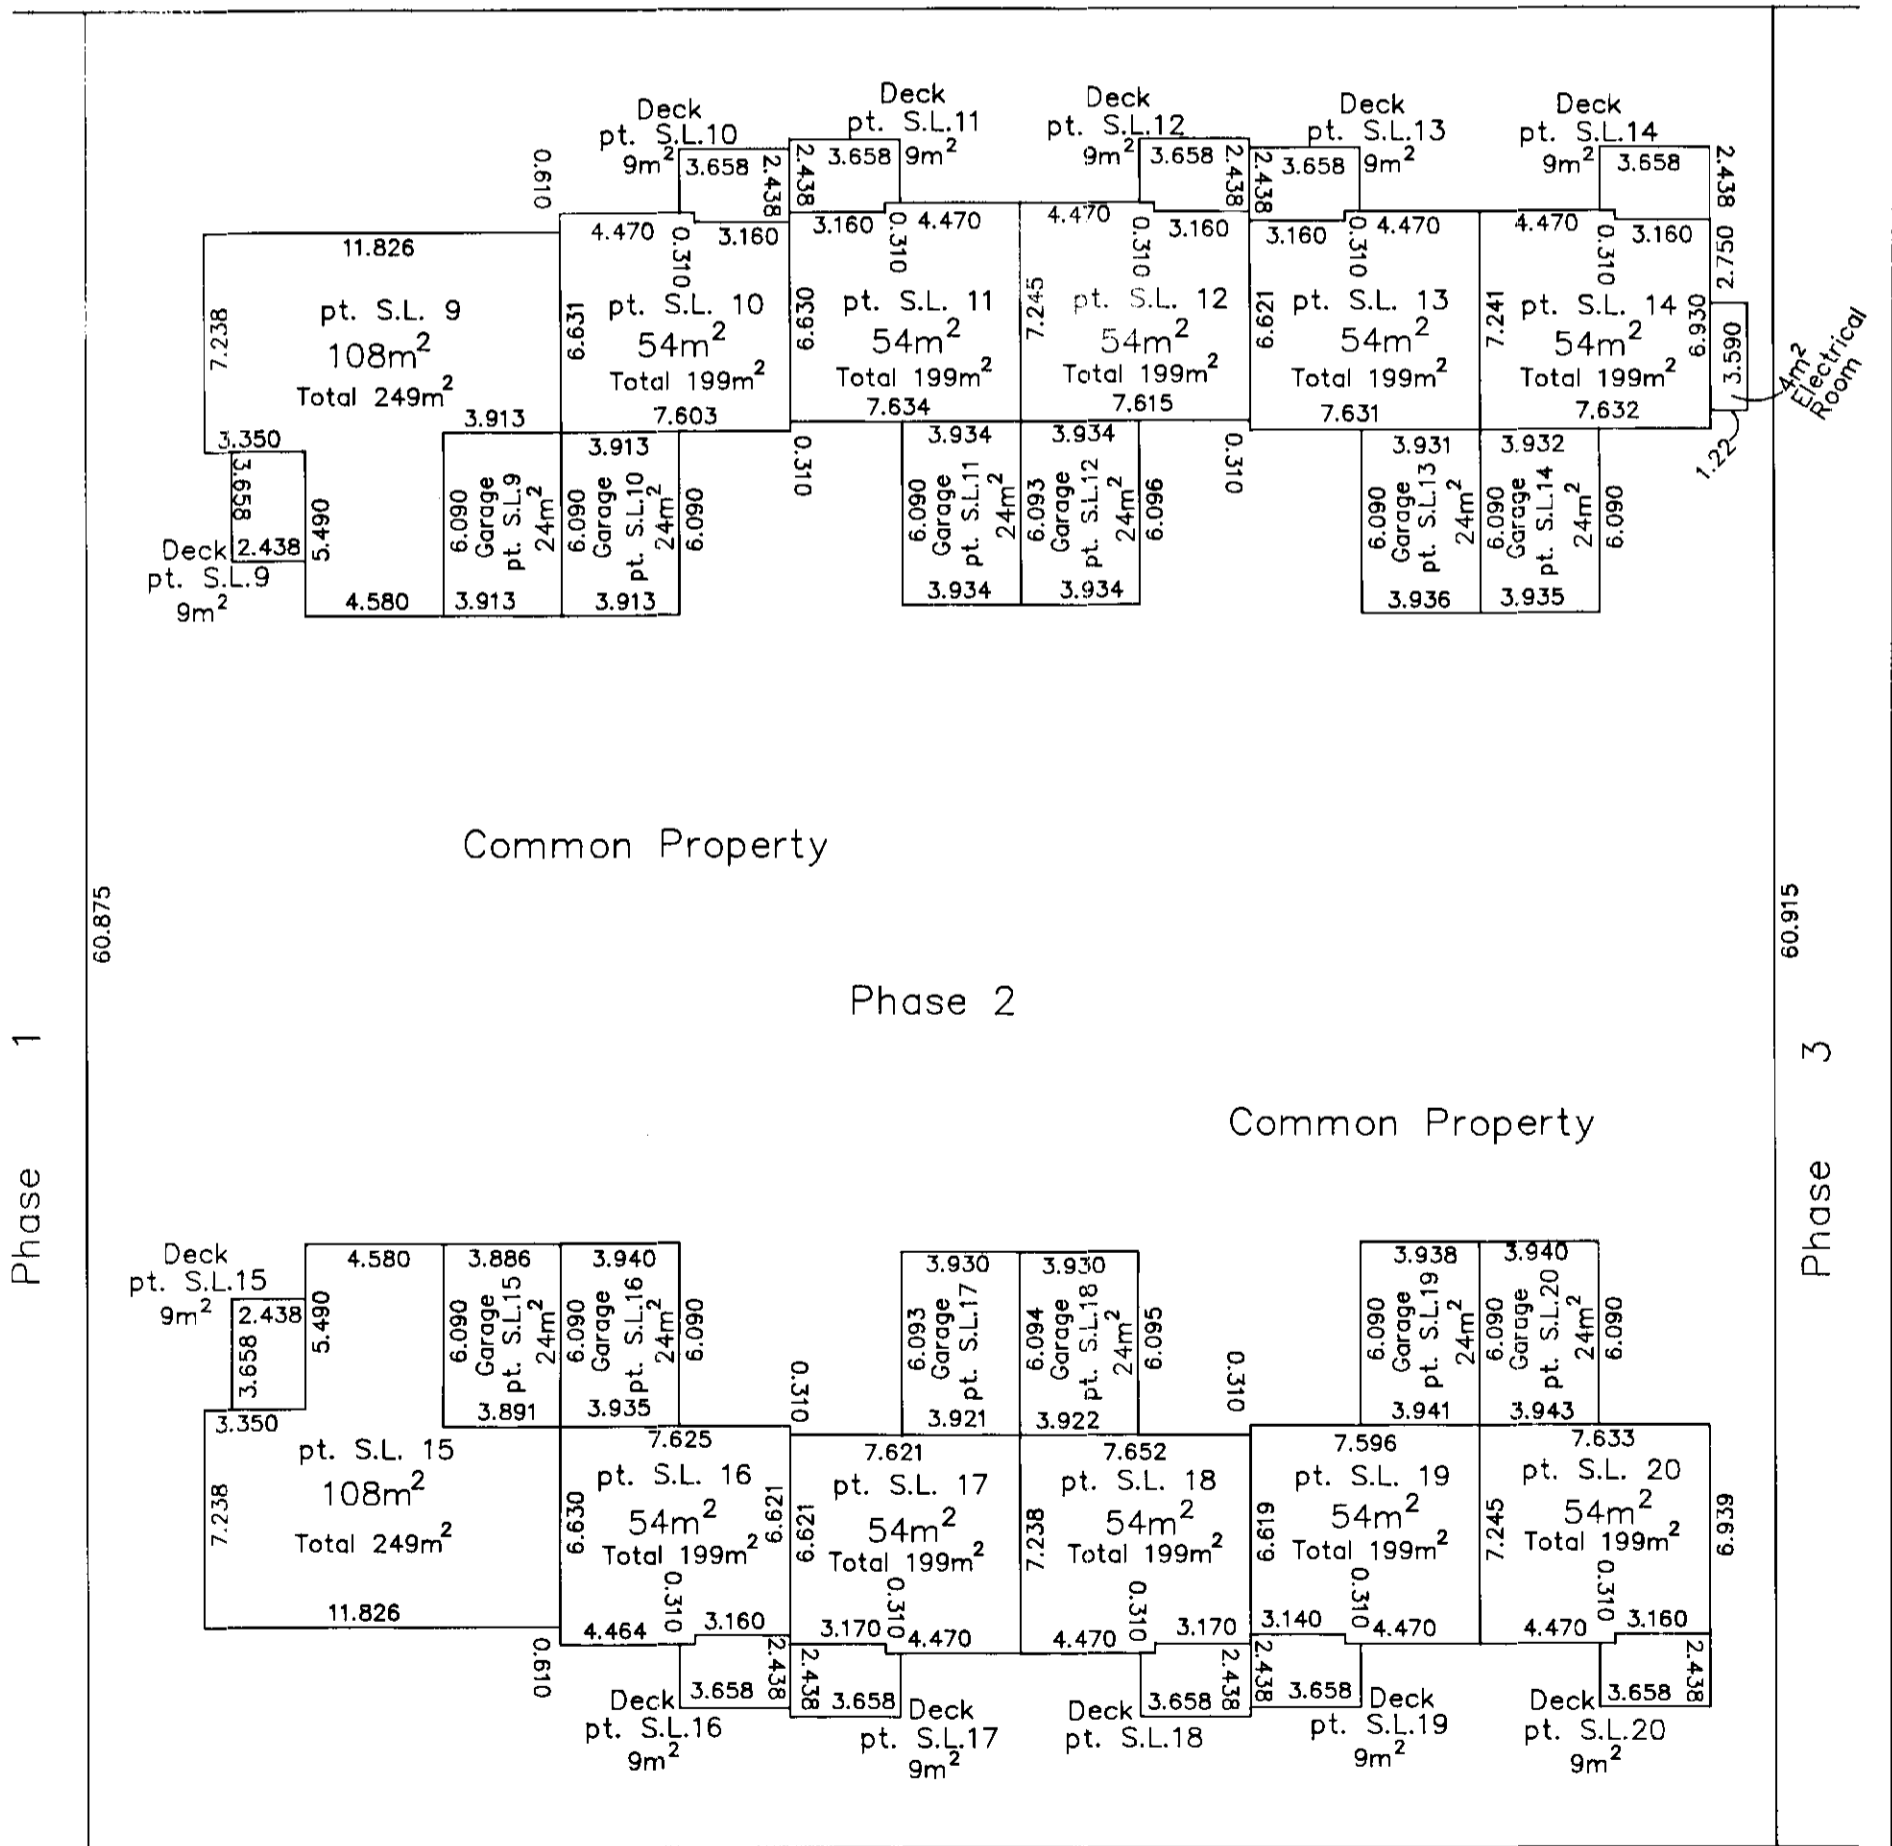 Deck
pt. S.L.10
9m²
3.658
2.438
Deck
pt. S.L.11
9m²
3.658
2.438
Deck
pt. S.L.12
9m²
3.658
2.438
Deck
pt. S.L.13
9m²
3.658
2.438
Deck
pt. S.L.14
9m²
3.658
2.438
0.610
11.826
7.238
pt. S.L. 9
108m²
Total 249m²
3.913
3.350
4.470
0.310
3.160
6.631
pt. S.L. 10
54m²
Total 199m²
7.603
3.160
0.310
4.470
6.930
pt. S.L. 11
54m²
Total 199m²
7.634
4.470
0.310
3.160
7.245
pt. S.L. 12
54m²
Total 199m²
7.615
3.160
0.310
4.470
6.621
pt. S.L. 13
54m²
Total 199m²
7.631
4.470
0.310
3.160
7.241
pt. S.L. 14
54m²
Total 199m²
7.632
6.930
2.750
3.590
4m²
Electrical
Room
1.22
3.658
2.438
Deck
pt. S.L.9
9m²
5.490
4.580
6.090
Garage
pt. S.L.9
24m²
3.913
3.913
6.090
Garage
pt. S.L.10
24m²
6.090
3.913
0.310
3.934
6.090
Garage
pt. S.L.11
24m²
3.934
3.934
6.093
Garage
pt. S.L.12
24m²
6.096
3.934
0.310
3.931
6.090
Garage
pt. S.L.13
24m²
3.936
3.932
6.090
Garage
pt. S.L.14
24m²
6.090
3.935
Common Property
60.875
60.915
Phase 2
Phase 1
Phase 3
Common Property
Deck
pt. S.L.15
9m²
2.438
3.658
5.490
4.580
3.886
6.090
Garage
pt. S.L.15
24m²
3.891
3.940
6.090
Garage
pt. S.L.16
24m²
6.090
3.935
0.310
3.930
6.093
Garage
pt. S.L.17
24m²
3.921
3.930
6.094
Garage
pt. S.L.18
24m²
6.095
3.922
0.310
3.938
6.090
Garage
pt. S.L.19
24m²
3.941
3.940
6.090
Garage
pt. S.L.20
24m²
6.090
3.943
3.350
pt. S.L. 15
108m²
Total 249m²
7.238
11.826
0.610
7.625
pt. S.L. 16
54m²
Total 199m²
6.630
6.621
4.464
0.310
3.160
7.621
pt. S.L. 17
54m²
Total 199m²
6.921
3.170
0.310
4.470
7.652
pt. S.L. 18
54m²
Total 199m²
7.238
4.470
0.310
3.170
7.596
pt. S.L. 19
54m²
Total 199m²
6.619
3.140
0.310
4.470
7.633
pt. S.L. 20
54m²
Total 199m²
7.245
6.939
4.470
0.310
3.160
Deck
pt. S.L.16
9m²
3.658
2.438
2.438
3.658
Deck
pt. S.L.17
9m²
Deck
pt. S.L.18
3.658
2.438
2.438
3.658
Deck
pt. S.L.19
9m²
Deck
pt. S.L.20
9m²
3.658
2.438